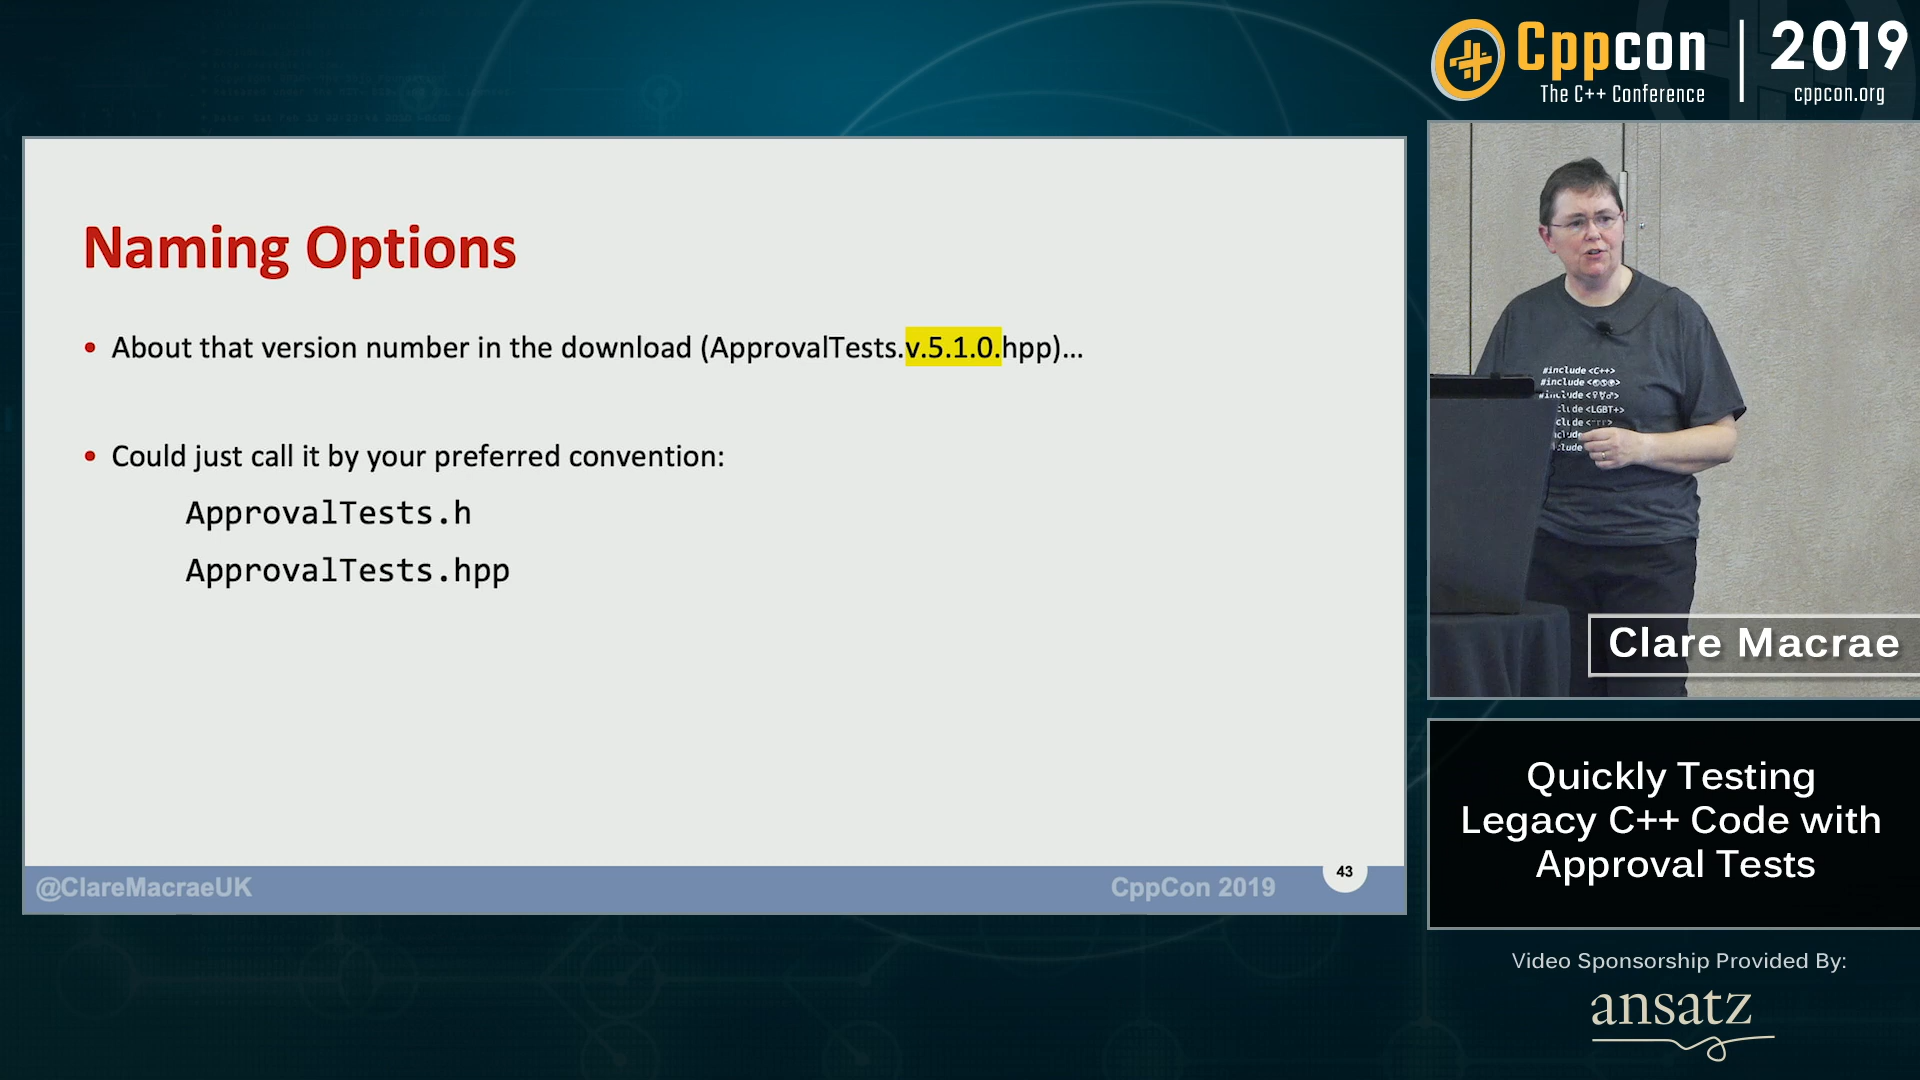 Cppcon
The C++ Conference
2019
cppcon.org
Naming Options
• About that version number in the download (ApprovalTests.v.5.1.0.hpp)...
• Could just call it by your preferred convention:
ApprovalTests.h
ApprovalTests.hpp
@ClareMacraeUK
CppCon 2019
43
#include <C++>
#include
#include
include <LGBT+>
Clare Macrae
Quickly Testing
Legacy C++ Code with
Approval Tests
Video Sponsorship Provided By:
ansatz